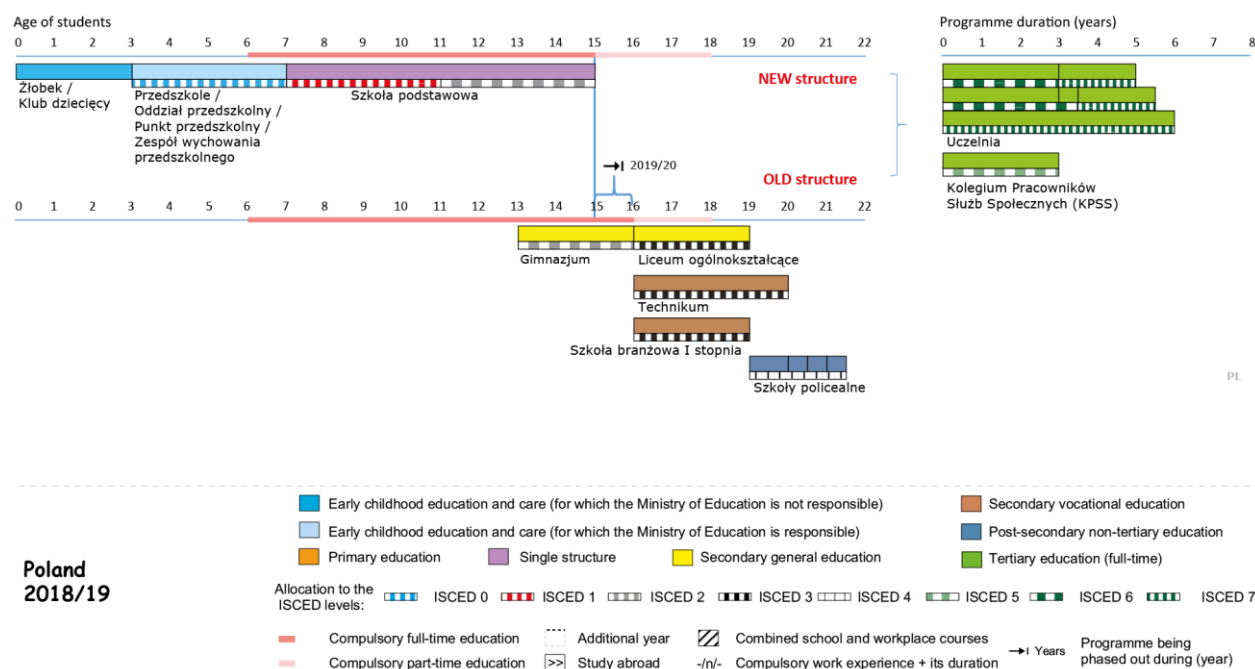 Age of students
0 1 2 3 4 5 6 7 8 9 10 11 12 13 14 15 16 17 18 19 20 21 22
Żłobek /
Klub dziecięcy
Przedszkole /
Oddział przedszkolny /
Punkt przedszkolny /
Zespół wychowania
przedszkolnego
Szkoła podstawowa
NEW structure
2019/20
OLD structure
0 1 2 3 4 5 6 7 8 9 10 11 12 13 14 15 16 17 18 19 20 21 22
Gimnazjum
Liceum ogólnokształcące
Technikum
Szkoła branżowa I stopnia
Szkoły policealne
Programme duration (years)
0 1 2 3 4 5 6 7 8
Uczelnia
Kolegium Pracowników
Służb Społecznych (KPSS)
PL
Poland
2018/19
Early childhood education and care (for which the Ministry of Education is not responsible)
Early childhood education and care (for which the Ministry of Education is responsible)
Primary education
Single structure
Secondary general education
Secondary vocational education
Post-secondary non-tertiary education
Tertiary education (full-time)
Allocation to the
ISCED levels:
ISCED 0
ISCED 1
ISCED 2
ISCED 3
ISCED 4
ISCED 5
ISCED 6
ISCED 7
Compulsory full-time education
Additional year
Combined school and workplace courses
Years
Programme being
phased out during (year)
Compulsory part-time education
>> Study abroad
-/n/- Compulsory work experience + its duration